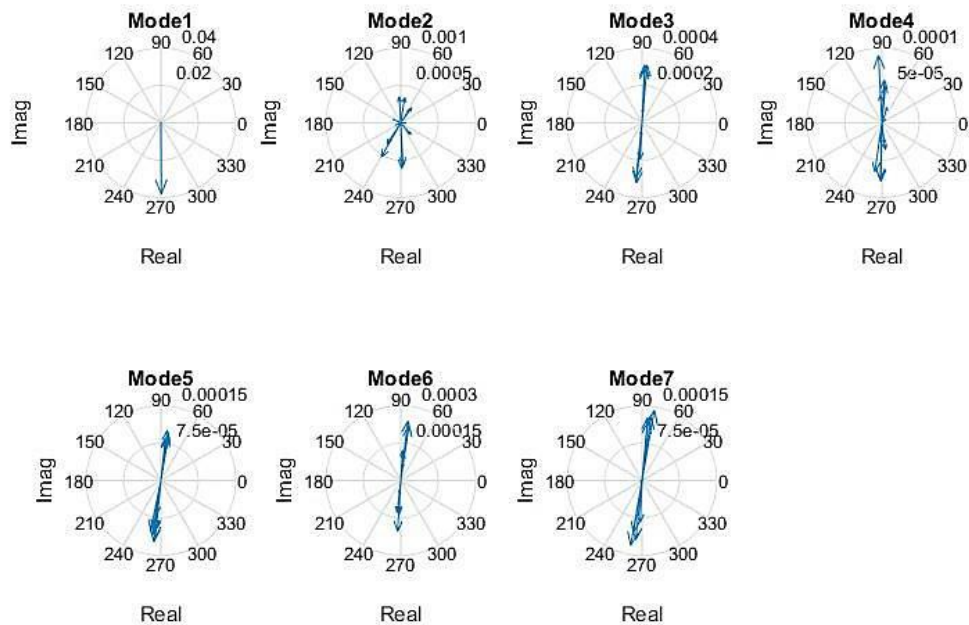 Mode1
Mode2
Mode3
Mode4
90 0.04
90 0.001
90 0.0004
90 0.0001
120 60
120 60
120 60
120 60
0.02
0.0005
0.0002
5e-05
150 30
150 30
150 30
150 30
Imag
180 0
Imag
180 0
Imag
180 0
Imag
180 0
210 330
210 330
210 330
210 330
240 300
240 300
240 300
240 300
270
270
270
270
Real
Real
Real
Real
Mode5
Mode6
Mode7
90 0.00015
90 0.0003
90 0.00015
120 60
120 60
120 60
7.5e-05
0.00015
7.5e-05
150 30
150 30
150 30
Imag
180 0
Imag
180 0
Imag
180 0
210 330
210 330
210 330
240 300
240 300
240 300
270
270
270
Real
Real
Real